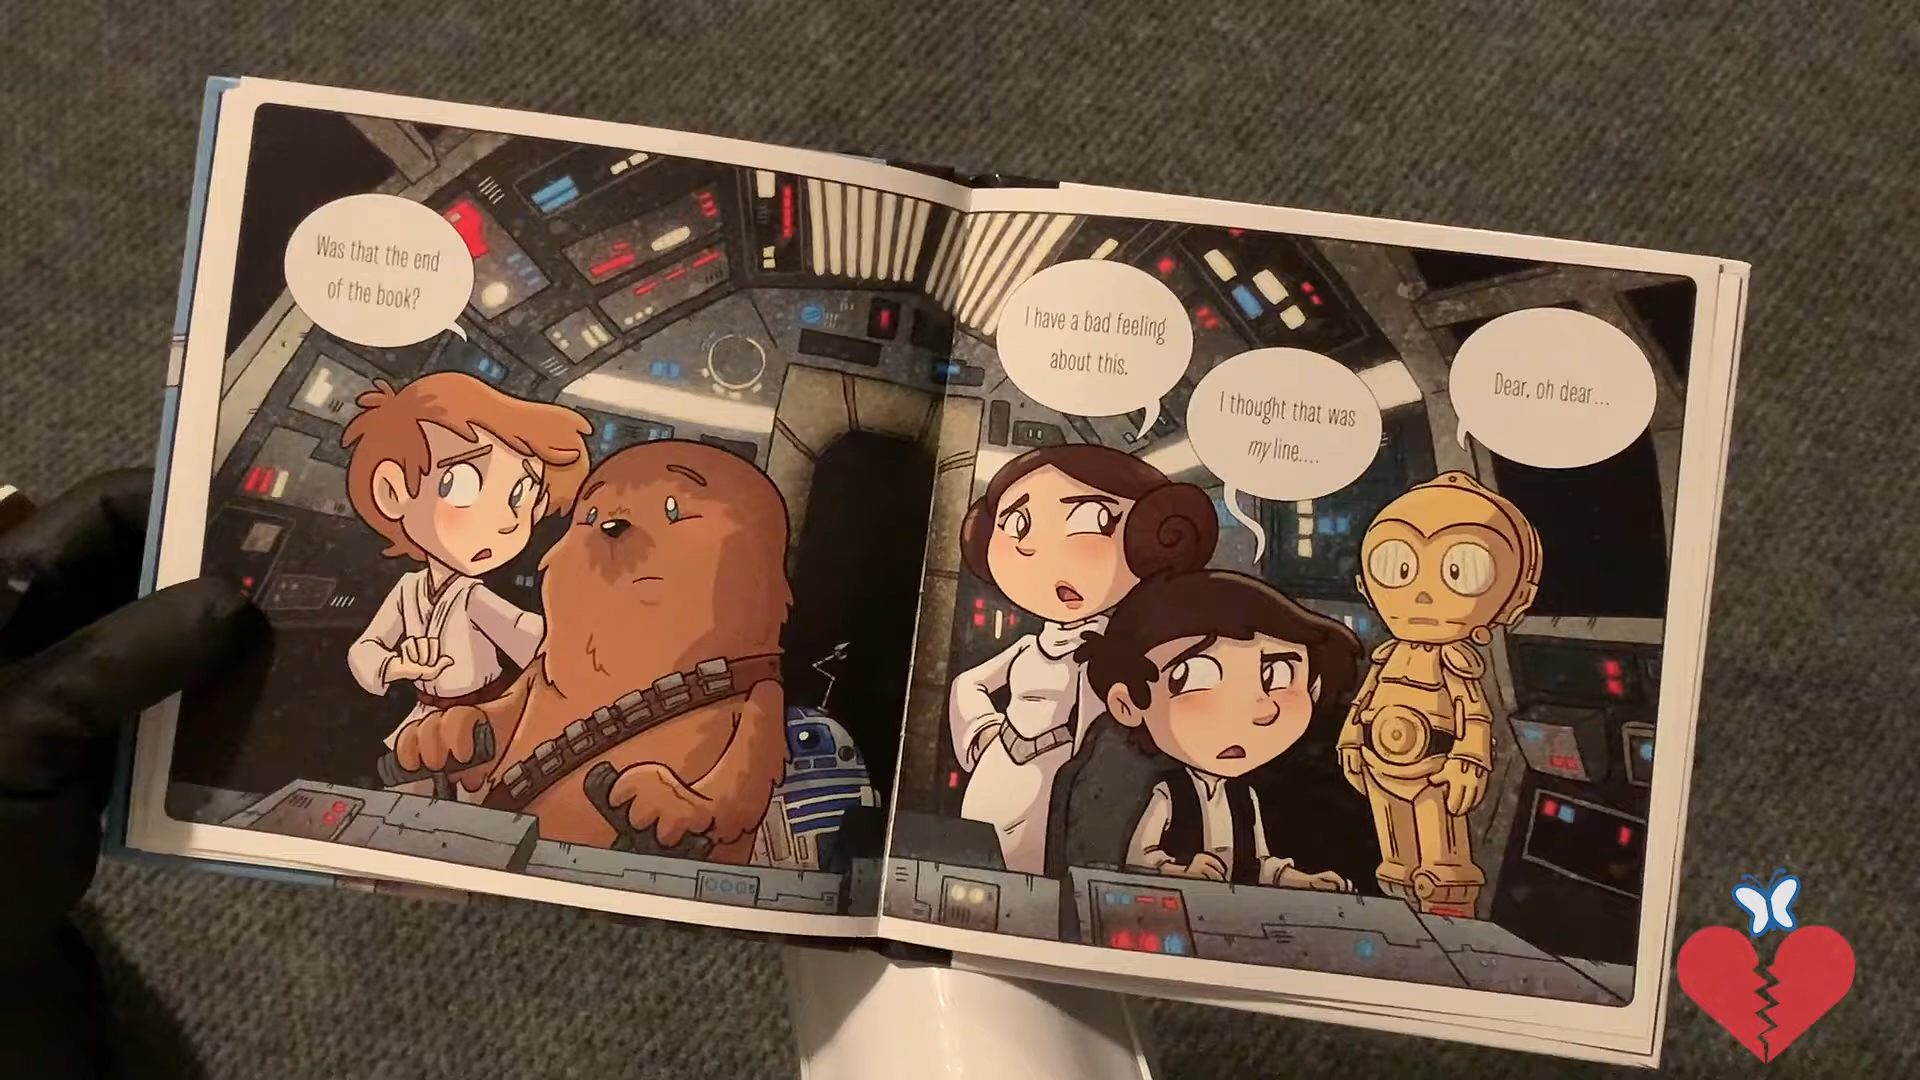 Was that the end
of the book?
I have a bad feeling
about this.
I thought that was
my line....
Dear, oh dear...